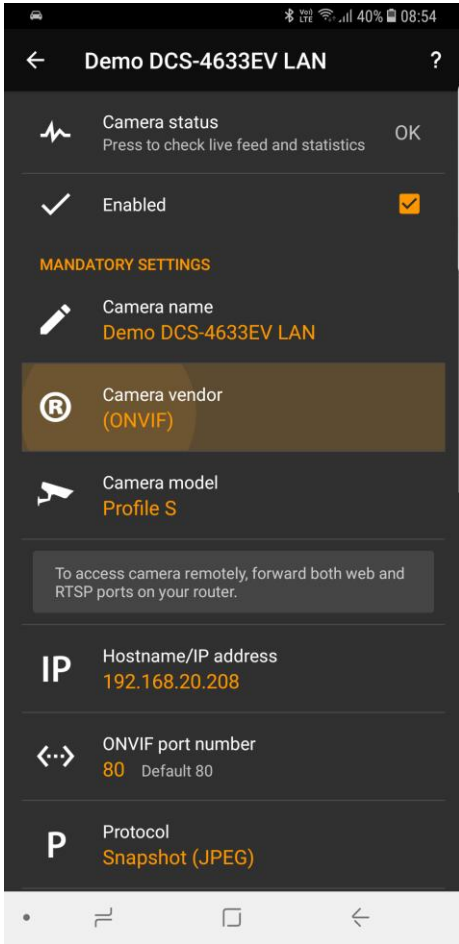 Vo)) LTE 40% 08:54
Demo DCS-4633EV LAN ?
Camera status
Press to check live feed and statistics
OK
Enabled
MANDATORY SETTINGS
Camera name
Demo DCS-4633EV LAN
® Camera vendor
(ONVIF)
Camera model
Profile S
To access camera remotely, forward both web and
RTSP ports on your router.
IP Hostname/IP address
192.168.20.208
ONVIF port number
80 Default 80
P Protocol
Snapshot (JPEG)